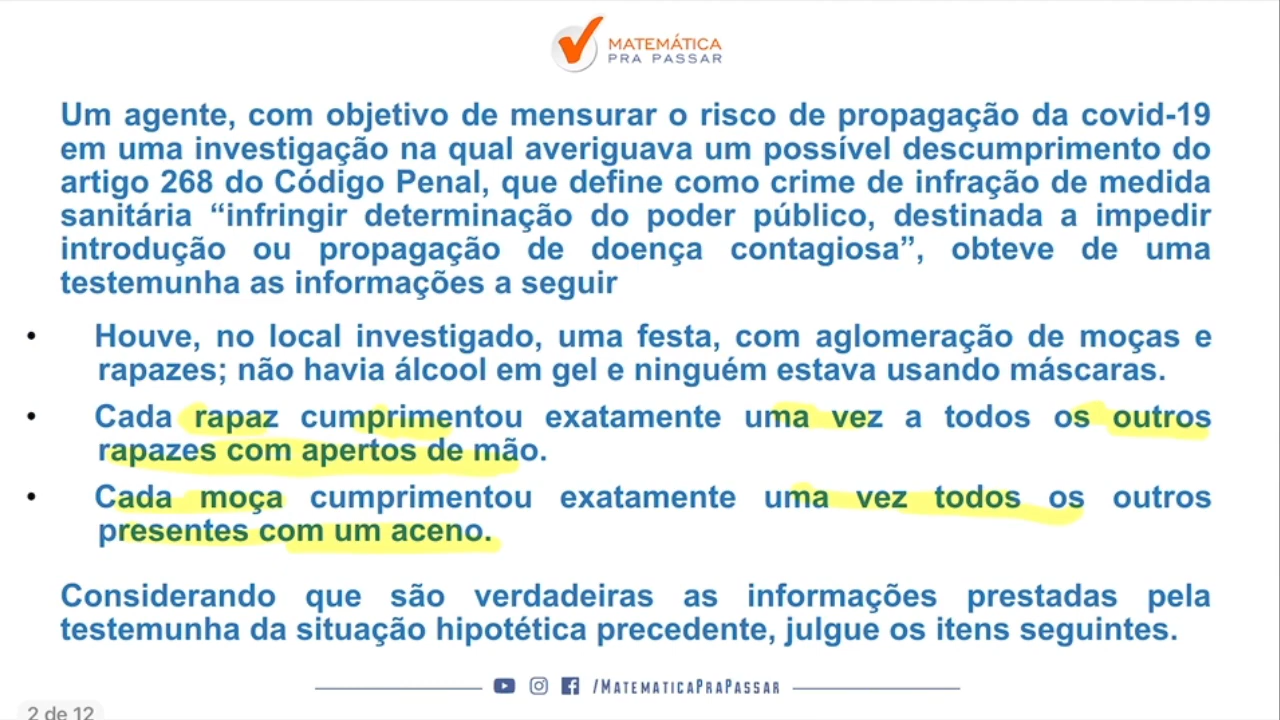 MATEMÁTICA
PRA PASSAR
Um agente, com objetivo de mensurar o risco de propagação da covid-19
em uma investigação na qual averiguava um possível descumprimento do
artigo 268 do Código Penal, que define como crime de infração de medida
sanitária “infringir determinação do poder público, destinada a impedir
introdução ou propagação de doença contagiosa”, obteve de uma
testemunha as informações a seguir
• Houve, no local investigado, uma festa, com aglomeração de moças e
rapazes; não havia álcool em gel e ninguém estava usando máscaras.
• Cada rapaz cumprimentou exatamente uma vez a todos os outros
rapazes com apertos de mão.
• Cada moça cumprimentou exatamente uma vez todos os outros
presentes com um aceno.
Considerando que são verdadeiras as informações prestadas pela
testemunha da situação hipotética precedente, julgue os itens seguintes.
/MATEMATICAPRAPASSAR
2 de 12